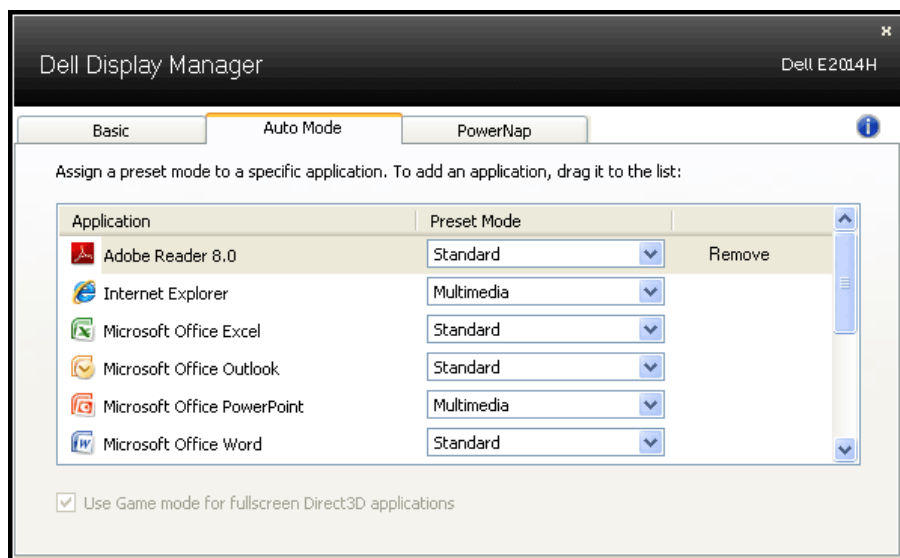 x
Dell Display Manager
Dell E2014H
Basic Auto Mode PowerNap
Assign a preset mode to a specific application. To add an application, drag it to the list:
Application Preset Mode
Adobe Reader 8.0 Standard Remove
Internet Explorer Multimedia
Microsoft Office Excel Standard
Microsoft Office Outlook Standard
Microsoft Office PowerPoint Multimedia
Microsoft Office Word Standard
Use Game mode for fullscreen Direct3D applications